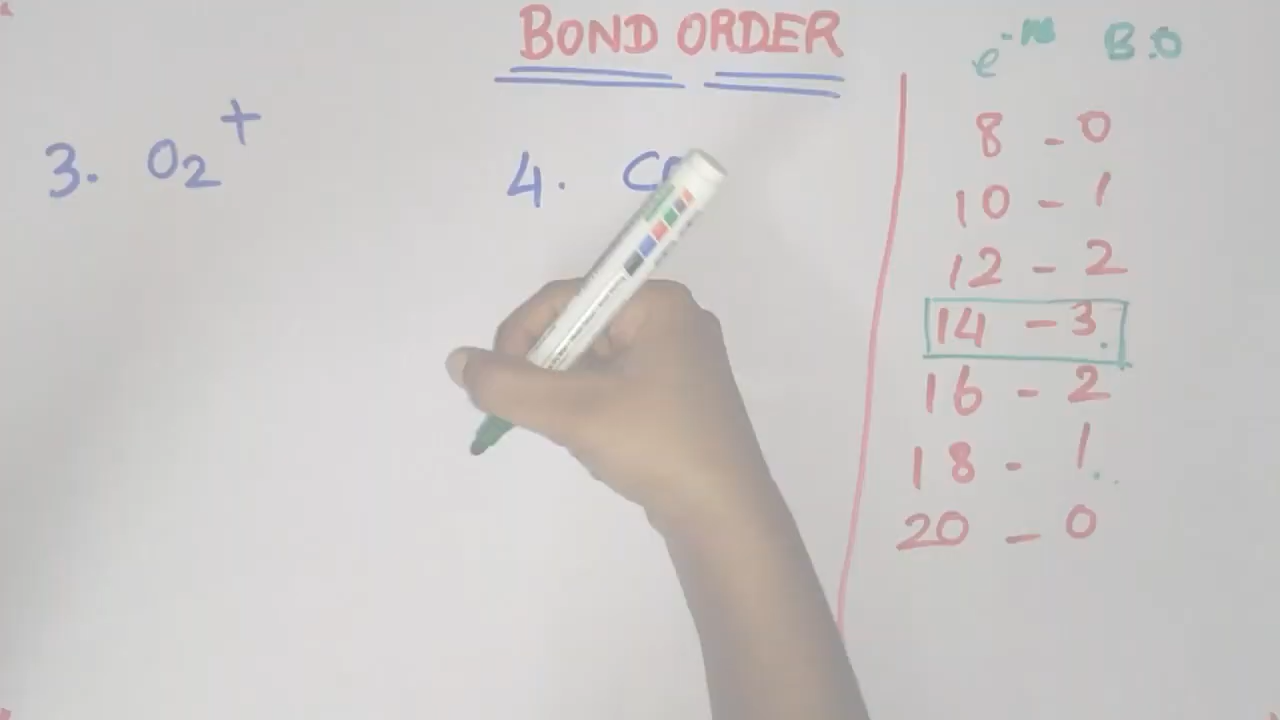 BOND ORDER
3. O₂⁺
4. CO
e⁻ˢ B.O
8 - 0
10 - 1
12 - 2
14 - 3
16 - 2
18 - 1
20 - 0